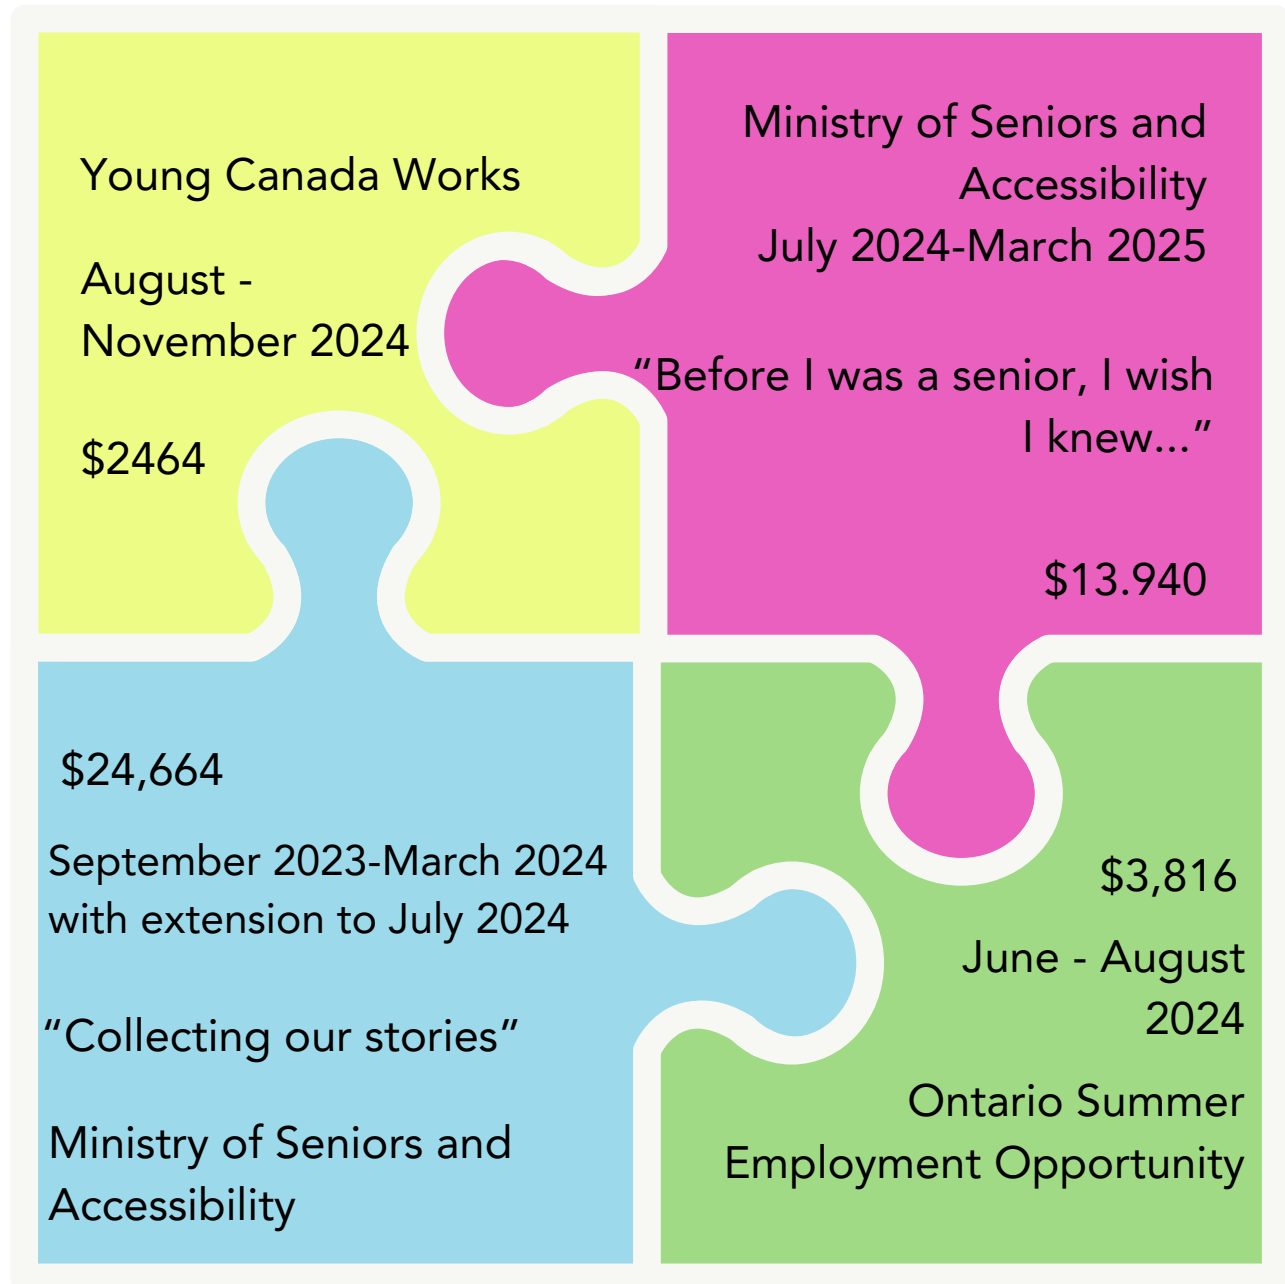 Young Canada Works
August -
November 2024
$2464
Ministry of Seniors and
Accessibility
July 2024-March 2025
“Before I was a senior, I wish
I knew...”
$13.940
$24,664
September 2023-March 2024
with extension to July 2024
“Collecting our stories”
Ministry of Seniors and
Accessibility
$3,816
June - August
2024
Ontario Summer
Employment Opportunity